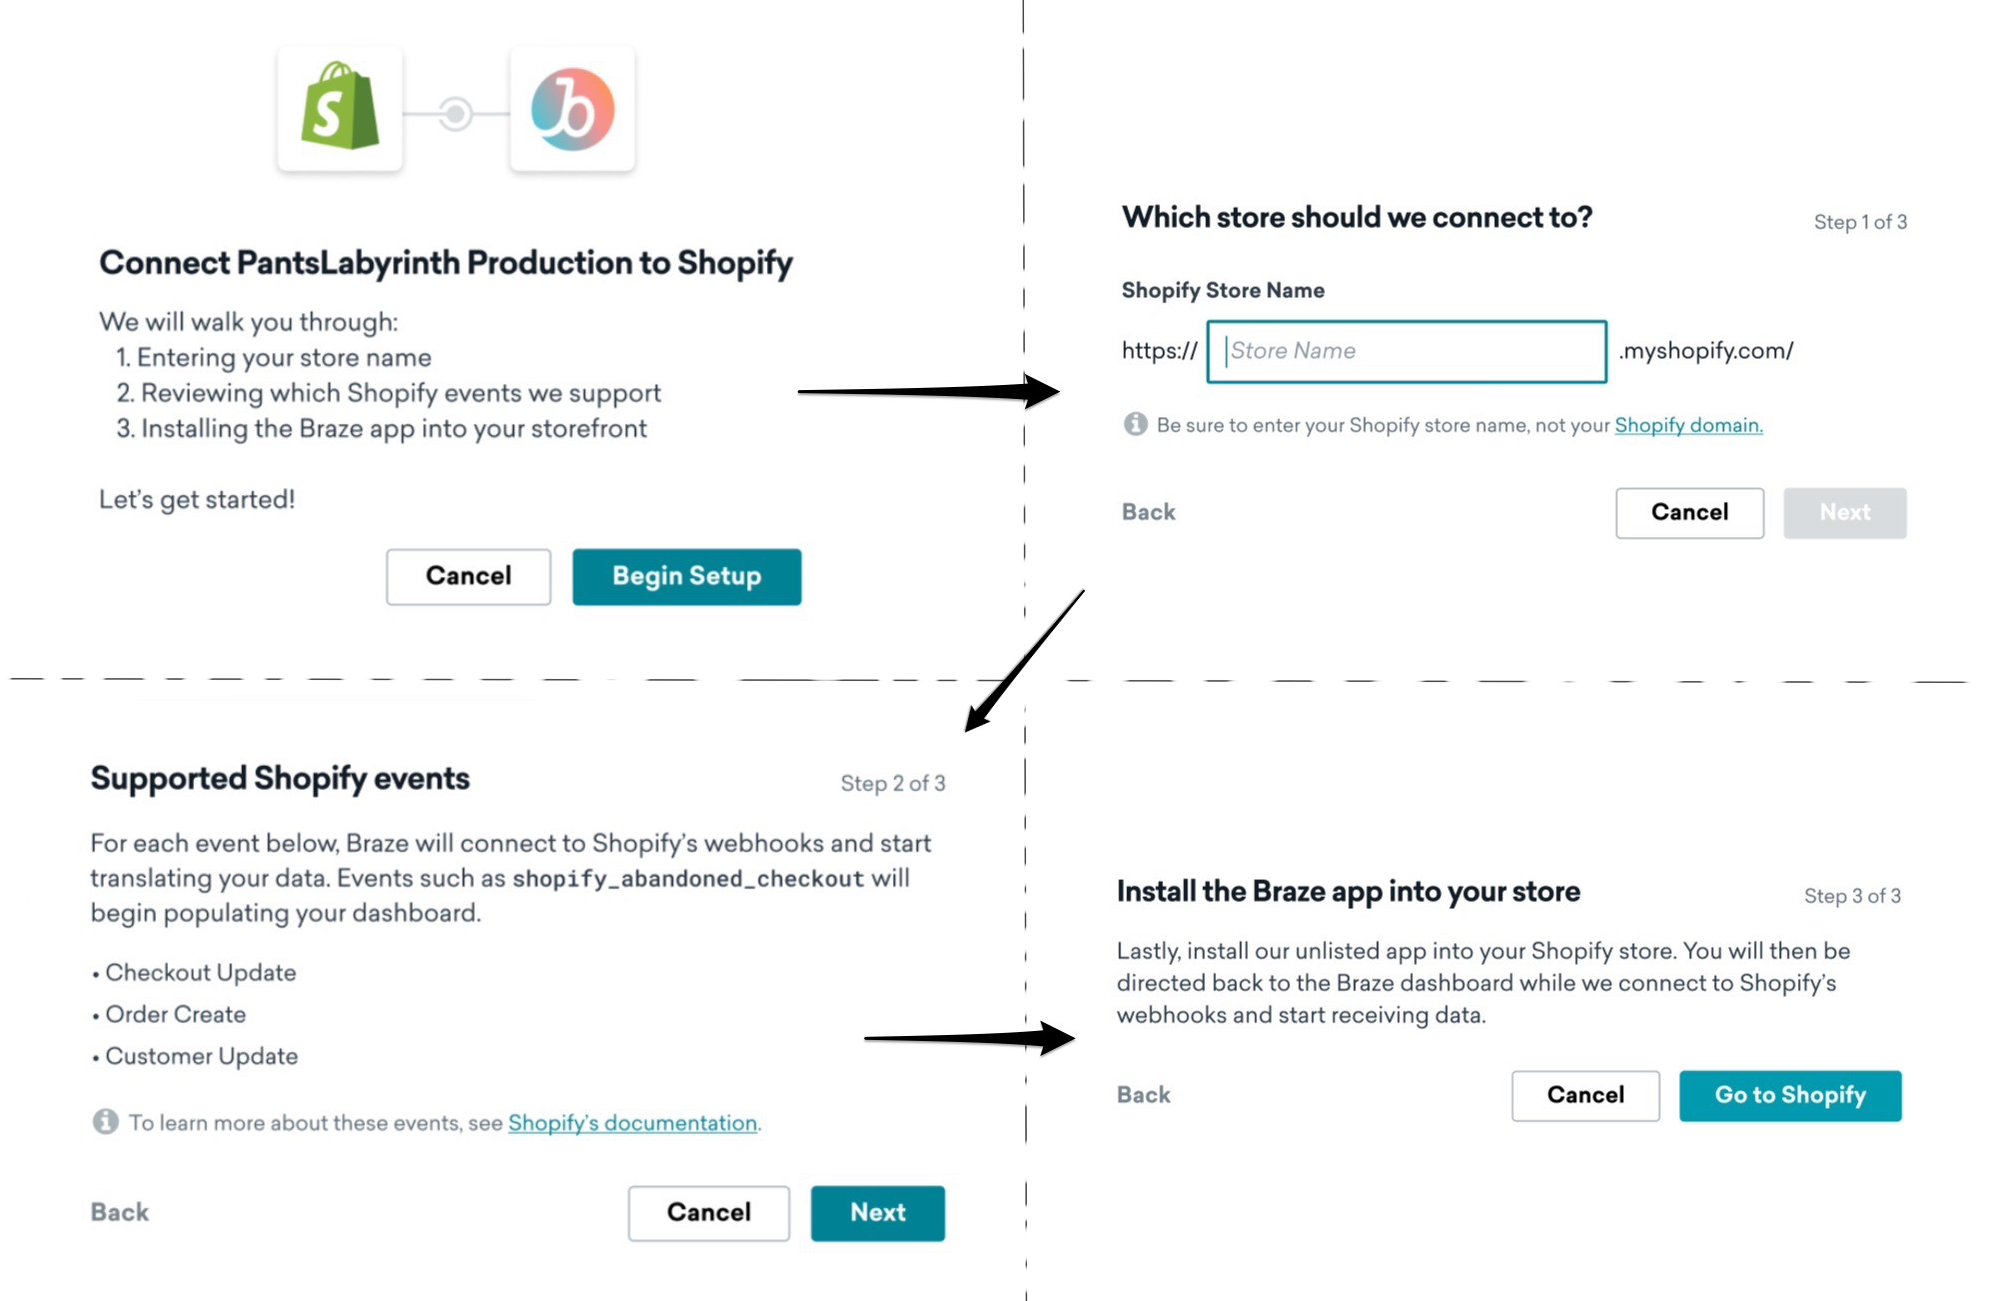 Connect PantsLabyrinth Production to Shopify
We will walk you through:
1. Entering your store name
2. Reviewing which Shopify events we support
3. Installing the Braze app into your storefront
Let's get started!
Cancel
Begin Setup
Which store should we connect to?
Step 1 of 3
Shopify Store Name
https:// Store Name .myshopify.com/
Be sure to enter your Shopify store name, not your Shopify domain.
Back
Cancel
Next
Supported Shopify events
Step 2 of 3
For each event below, Braze will connect to Shopify's webhooks and start
translating your data. Events such as shopify_abandoned_checkout will
begin populating your dashboard.
• Checkout Update
• Order Create
• Customer Update
To learn more about these events, see Shopify's documentation.
Back
Cancel
Next
Install the Braze app into your store
Step 3 of 3
Lastly, install our unlisted app into your Shopify store. You will then be
directed back to the Braze dashboard while we connect to Shopify's
webhooks and start receiving data.
Back
Cancel
Go to Shopify